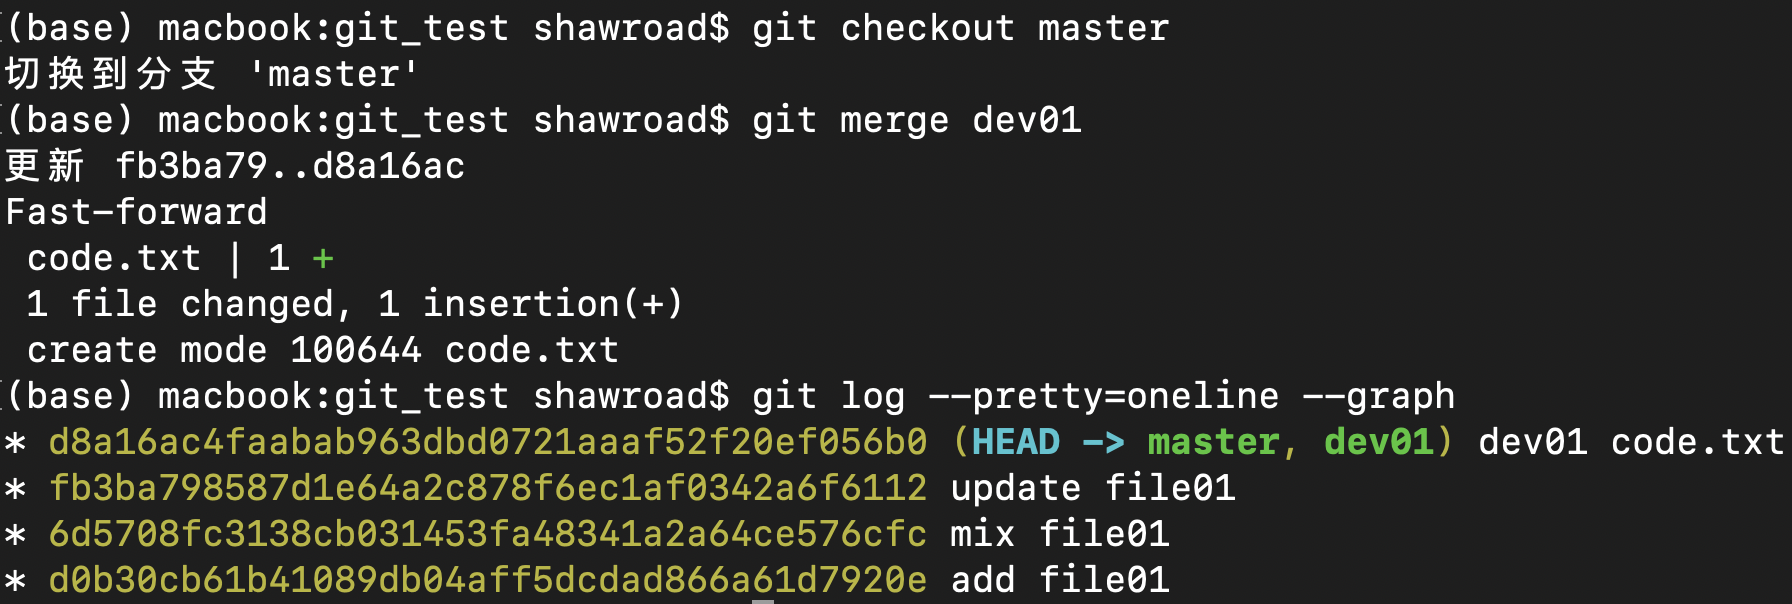 (base) macbook:git_test shawroad$ git checkout master
切换到分支 'master'
(base) macbook:git_test shawroad$ git merge dev01
更新 fb3ba79..d8a16ac
Fast-forward
 code.txt | 1 +
 1 file changed, 1 insertion(+)
 create mode 100644 code.txt
(base) macbook:git_test shawroad$ git log --pretty=oneline --graph
* d8a16ac4faabab963dbd0721aaaf52f20ef056b0 (HEAD -> master, dev01) dev01 code.txt
* fb3ba798587d1e64a2c878f6ec1af0342a6f6112 update file01
* 6d5708fc3138cb031453fa48341a2a64ce576cfc mix file01
* d0b30cb61b41089db04aff5dcdad866a61d7920e add file01